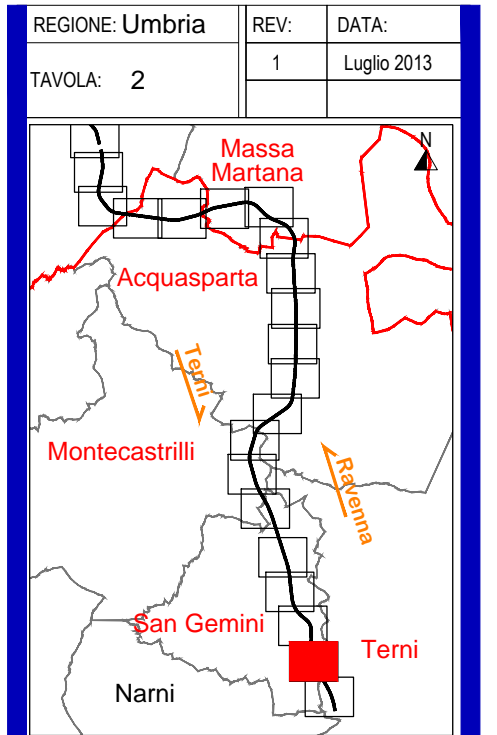 REGIONE: Umbria
REV:
DATA:
1
Luglio 2013
TAVOLA: 2
N
Massa
Martana
Acquasparta
Terni
Montecastrilli
Ravenna
San Gemini
Terni
Narni